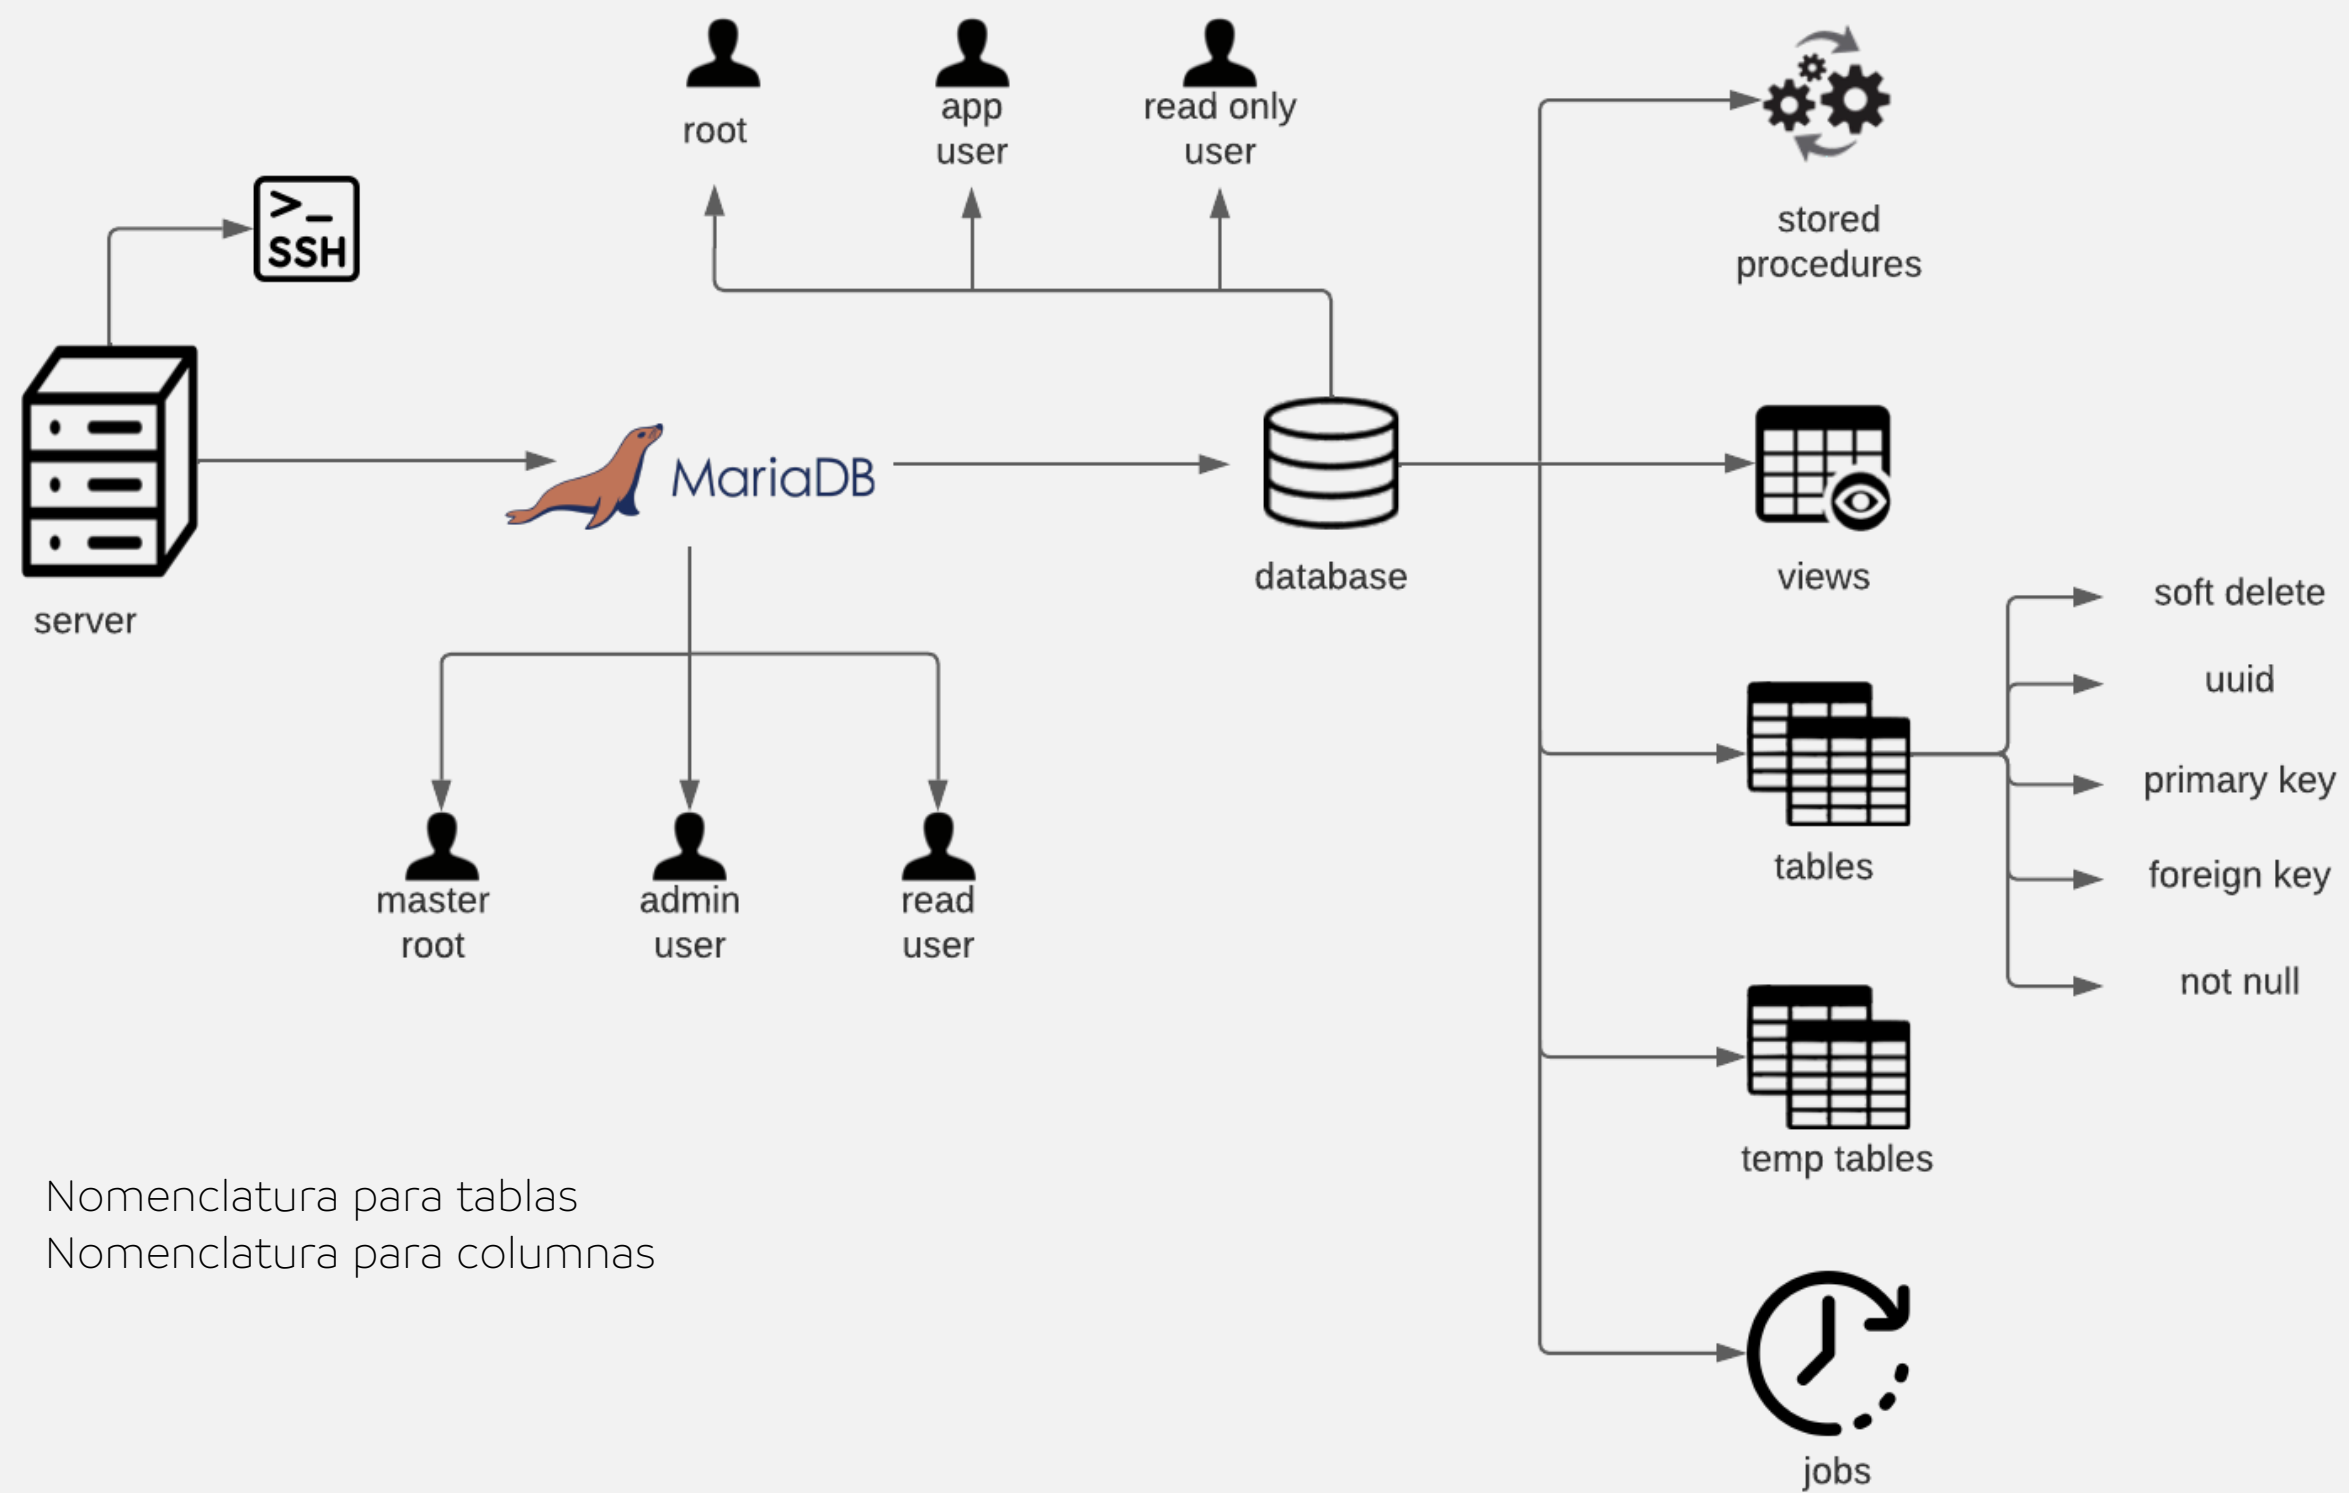 root
app
user
read only
user
>_
SSH
stored
procedures
MariaDB
server
database
views
soft delete
uuid
primary key
foreign key
not null
tables
master
root
admin
user
read
user
temp tables
Nomenclatura para tablas
Nomenclatura para columnas
jobs